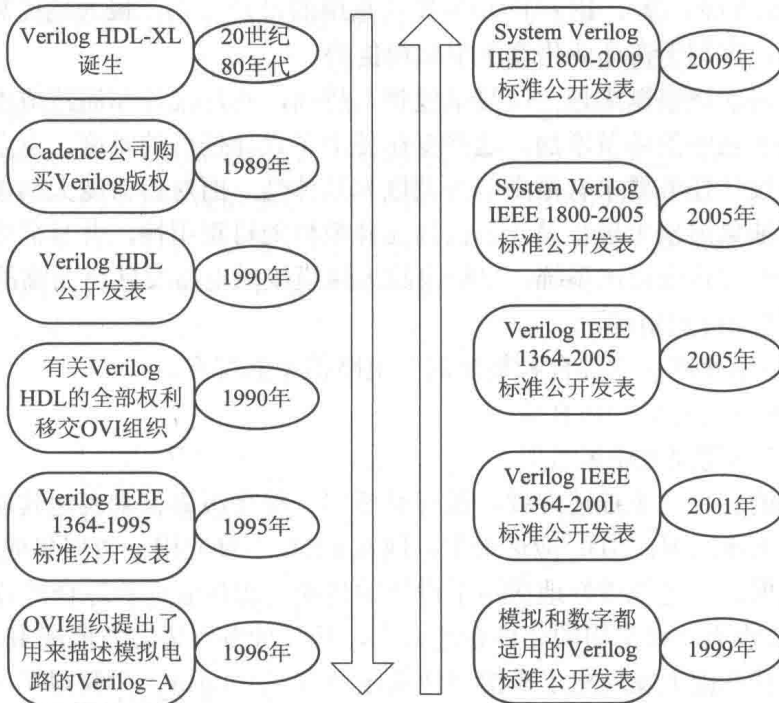 Verilog HDL-XL
诞生
20世纪
80年代
Cadence公司购
买Verilog版权
1989年
Verilog HDL
公开发表
1990年
有关Verilog
HDL的全部权利
移交OVI组织
1990年
Verilog IEEE
1364-1995
标准公开发表
1995年
OVI组织提出了
用来描述模拟电
路的Verilog-A
1996年
System Verilog
IEEE 1800-2009
标准公开发表
2009年
System Verilog
IEEE 1800-2005
标准公开发表
2005年
Verilog IEEE
1364-2005
标准公开发表
2005年
Verilog IEEE
1364-2001
标准公开发表
2001年
模拟和数字都
适用的Verilog
标准公开发表
1999年